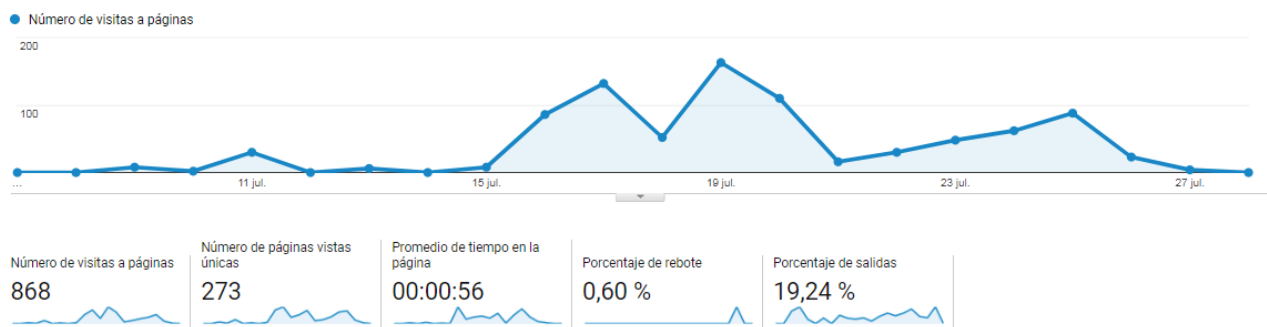 Número de visitas a páginas
200
100
...
11 jul.
15 jul.
19 jul.
23 jul.
27 jul.
Número de visitas a páginas
868
Número de páginas vistas
únicas
273
Promedio de tiempo en la
página
00:00:56
Porcentaje de rebote
0,60 %
Porcentaje de salidas
19,24 %